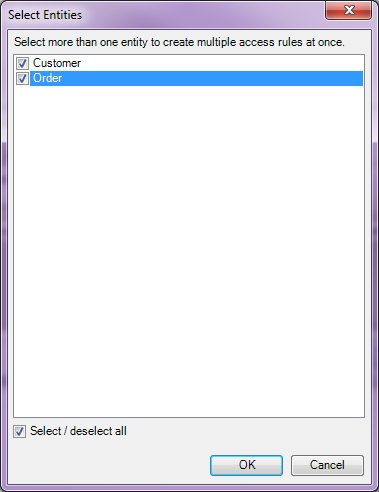 Select Entities
Select more than one entity to create multiple access rules at once.
Customer
Order
Select / deselect all
OK Cancel